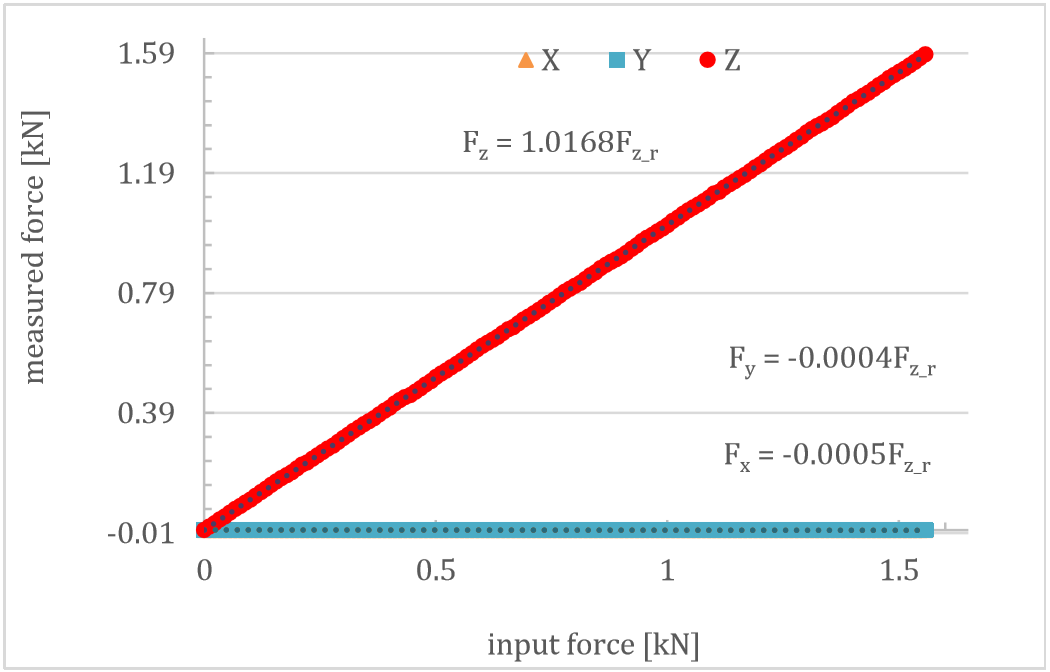 1.59
X Y Z
F_z = 1.0168F_z_r
1.19
measured force [kN]
0.79
F_y = -0.0004F_z_r
0.39
F_x = -0.0005F_z_r
-0.01
0 0.5 1 1.5
input force [kN]